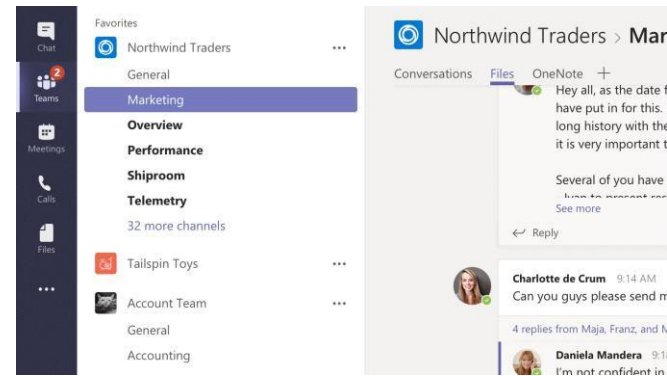 Chat
2
Teams
Meetings
Calls
Files
Favorites
Northwind Traders
General
Marketing
Overview
Performance
Shiproom
Telemetry
32 more channels
Tailspin Toys
Account Team
General
Accounting
Northwind Traders > Mar
Conversations Files OneNote +
Hey all, as the date f
have put in for this.
long history with the
it is very important t
Several of you have
See more
Reply
Charlotte de Crum 9:14 AM
Can you guys please send m
4 replies from Maja, Franz, and M
Daniela Mandera 9:1
I'm not confident in